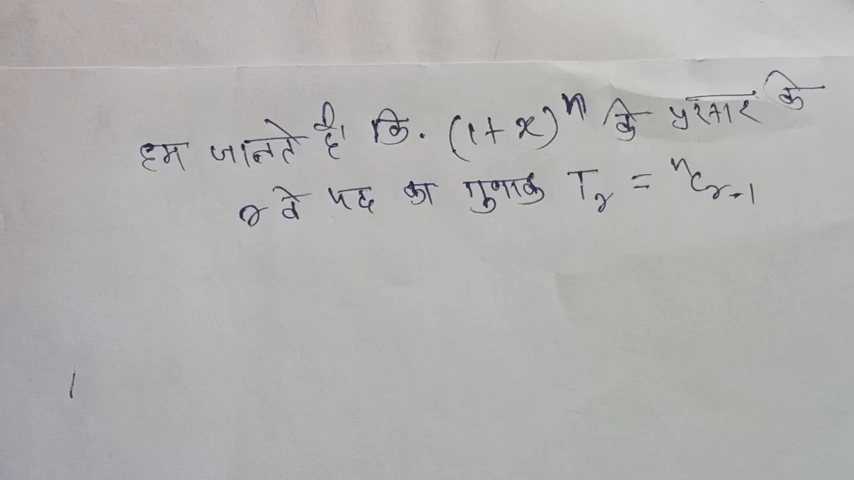 हम जानते है। कि. (1+x)ⁿ कि प्रसार कि
r वे पद का गुणाक Tᵣ = ⁿCᵣ₋₁